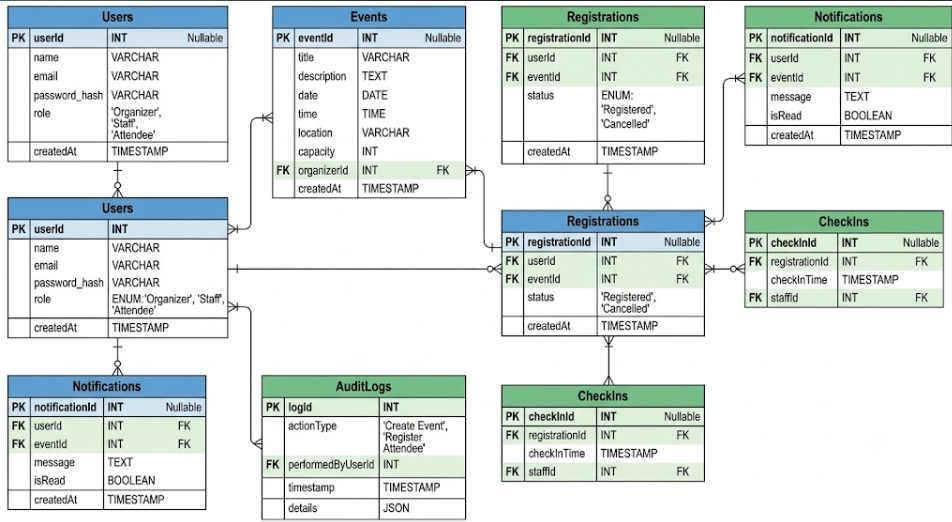 Users
PK userId INT Nullable
name VARCHAR
email VARCHAR
password_hash VARCHAR
role 'Organizer',
'Staff',
'Attendee'
createdAt TIMESTAMP
Events
PK eventId INT Nullable
title VARCHAR
description TEXT
date DATE
time TIME
location VARCHAR
capacity INT
FK organizerId INT FK
createdAt TIMESTAMP
Registrations
PK registrationId INT Nullable
FK userId INT FK
FK eventId INT FK
status ENUM:
'Registered',
'Cancelled'
createdAt TIMESTAMP
Notifications
PK notificationId INT Nullable
FK userId INT FK
FK eventId INT FK
message TEXT
isRead BOOLEAN
createdAt TIMESTAMP
Users
PK userId INT
name VARCHAR
email VARCHAR
password_hash VARCHAR
role ENUM:'Organizer', 'Staff',
'Attendee'
createdAt TIMESTAMP
Registrations
PK registrationId INT Nullable
FK userId INT FK
FK eventId INT FK
status 'Registered',
'Cancelled'
createdAt TIMESTAMP
CheckIns
PK checkInId INT Nullable
FK registrationId INT FK
checkInTime TIMESTAMP
FK staffId INT FK
Notifications
PK notificationId INT Nullable
FK userId INT FK
FK eventId INT FK
message TEXT
isRead BOOLEAN
createdAt TIMESTAMP
AuditLogs
PK logId INT
actionType 'Create Event',
'Register
Attendee'
FK performedByUserId INT
timestamp TIMESTAMP
details JSON
CheckIns
PK checkInId INT Nullable
FK registrationId INT FK
checkInTime TIMESTAMP
FK staffId INT FK